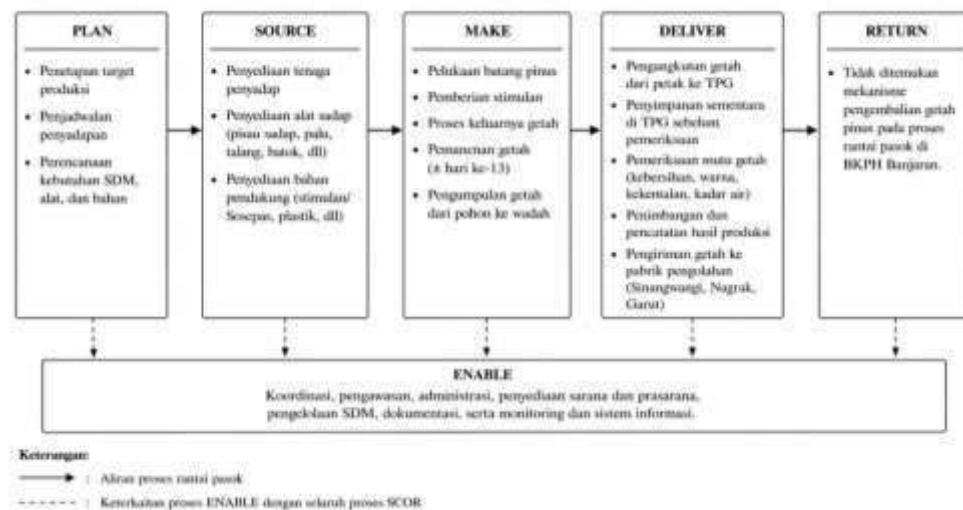 PLAN
• Penetapan target
produksi
• Penjadwalan
penyadapan
• Perencanaan
kebutuhan SDM,
alat, dan bahan
SOURCE
• Penyediaan tenaga
penyadap
• Penyediaan alat sadap
(pisau sadap, palu,
talang, batok, dll)
• Penyediaan bahan
pendukung (stimulan/
Sosepas, plastik, dll)
MAKE
• Pelukaan batang pinus
• Pemberian stimulan
• Proses keluarnya getah
• Pemanenan getah
(± hari ke-13)
• Pengumpulan getah
dari pohon ke wadah
DELIVER
• Pengangkutan getah
dari petak ke TPG
• Penyimpanan sementara
di TPG sebelum
pemeriksaan
• Pemeriksaan mutu getah
(kebersihan, warna,
kekentalan, kadar air)
• Penimbangan dan
pencatatan hasil produksi
• Pengiriman getah ke
pabrik pengolahan
(Sinangwangi, Nagrak,
Garut)
RETURN
• Tidak ditemukan
mekanisme
pengembalian getah
pinus pada proses
rantai pasok di
BKPH Banjaran.
ENABLE
Koordinasi, pengawasan, administrasi, penyediaan sarana dan prasarana,
pengelolaan SDM, dokumentasi, serta monitoring dan sistem informasi.
Keterangan:
: Aliran proses rantai pasok
: Keterkaitan proses ENABLE dengan seluruh proses SCOR